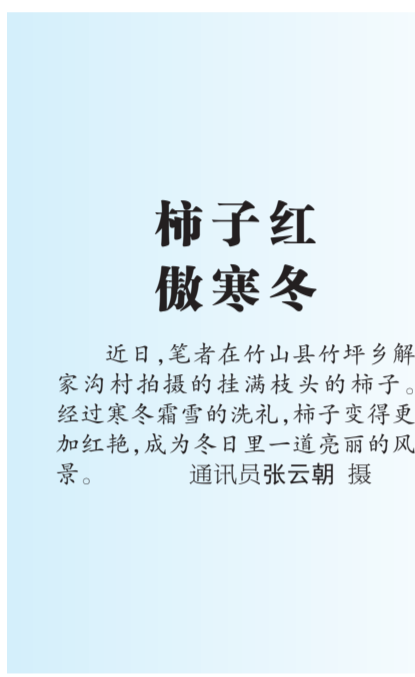 柿子红
傲寒冬
近日,笔者在竹山县竹坪乡解
家沟村拍摄的挂满枝头的柿子。
经过寒冬霜雪的洗礼,柿子变得更
加红艳,成为冬日里一道亮丽的风
景。 通讯员张云朝 摄